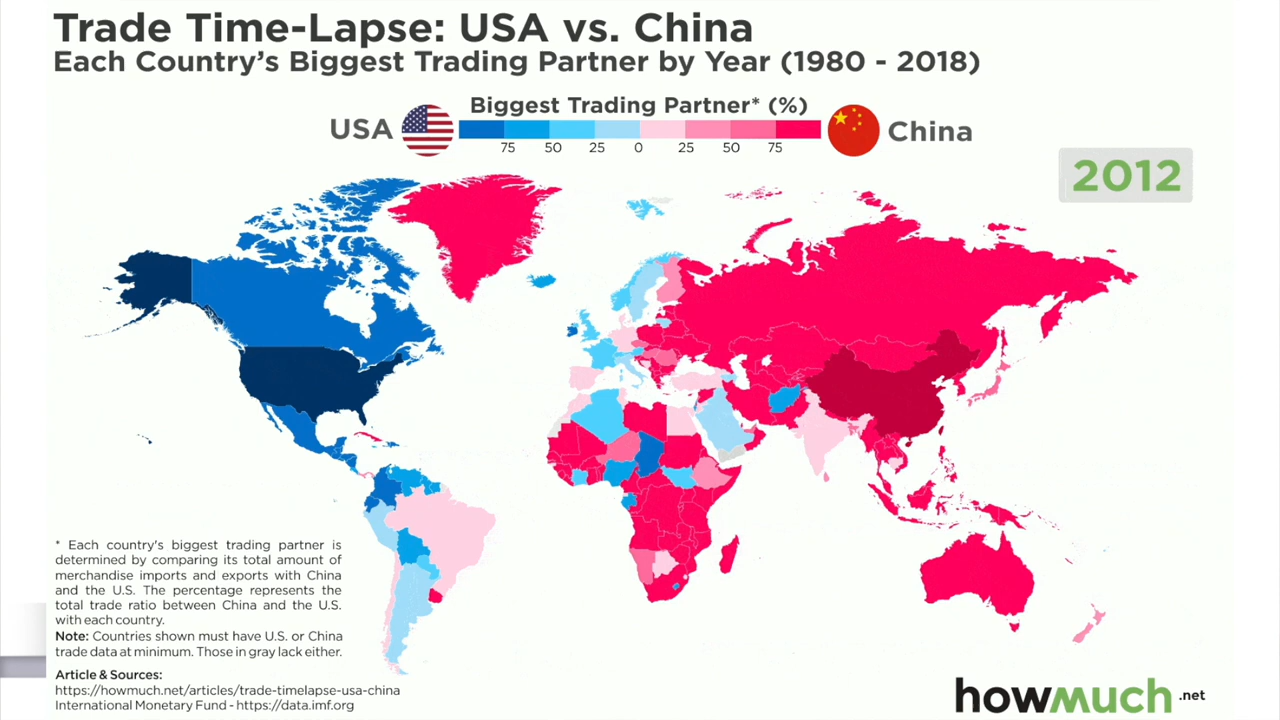 Trade Time-Lapse: USA vs. China
Each Country's Biggest Trading Partner by Year (1980 - 2018)
Biggest Trading Partner* (%)
USA
China
75 50 25 0 25 50 75
2012
* Each country's biggest trading partner is
determined by comparing its total amount of
merchandise imports and exports with China
and the U.S. The percentage represents the
total trade ratio between China and the U.S.
with each country.
Note: Countries shown must have U.S. or China
trade data at minimum. Those in gray lack either.
Article & Sources:
https://howmuch.net/articles/trade-timelapse-usa-china
International Monetary Fund - https://data.imf.org
howmuch.net